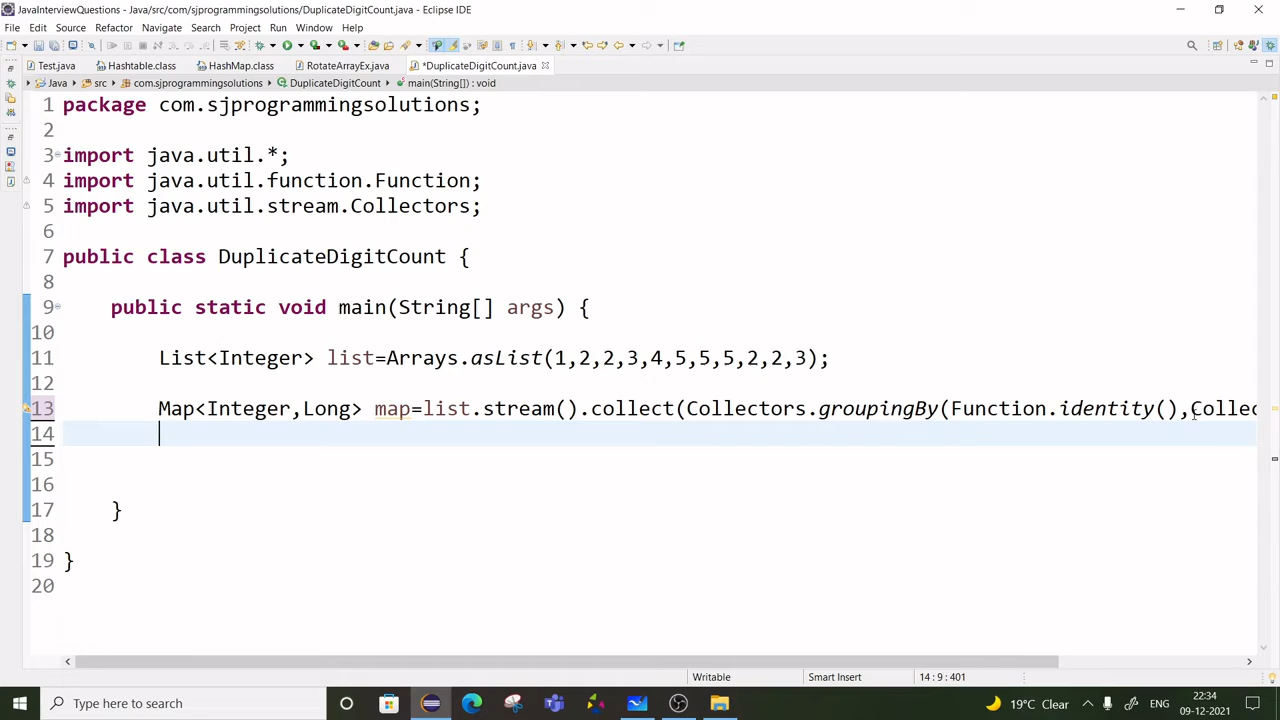 JavaInterviewQuestions - Java/src/com/sjprogrammingsolutions/DuplicateDigitCount.java - Eclipse IDE
File Edit Source Refactor Navigate Search Project Run Window Help
Test.java Hashtable.class HashMap.class RotateArrayEx.java *DuplicateDigitCount.java
Java src com.sjprogrammingsolutions DuplicateDigitCount main(String[]) : void
1 package com.sjprogrammingsolutions;
2
3 import java.util.*;
4 import java.util.function.Function;
5 import java.util.stream.Collectors;
6
7 public class DuplicateDigitCount {
8
9 public static void main(String[] args) {
10
11 List<Integer> list=Arrays.asList(1,2,2,3,4,5,5,5,2,2,3);
12
13 Map<Integer,Long> map=list.stream().collect(Collectors.groupingBy(Function.identity(),Collec
14
15
16
17 }
18
19 }
20
Writable Smart Insert 14 : 9 : 401
Type here to search 19°C Clear ENG 22:34
09-12-2021